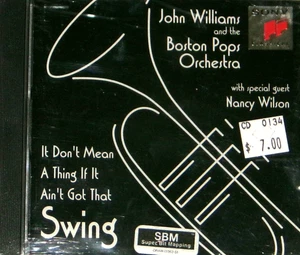 John Williams
and the
Boston Pops
Orchestra
SONY
with special guest
Nancy Wilson
CD 0134
$ 7.00
It Don't Mean
A Thing If It
Ain't Got That
Swing
SBM
Super Bit Mapping